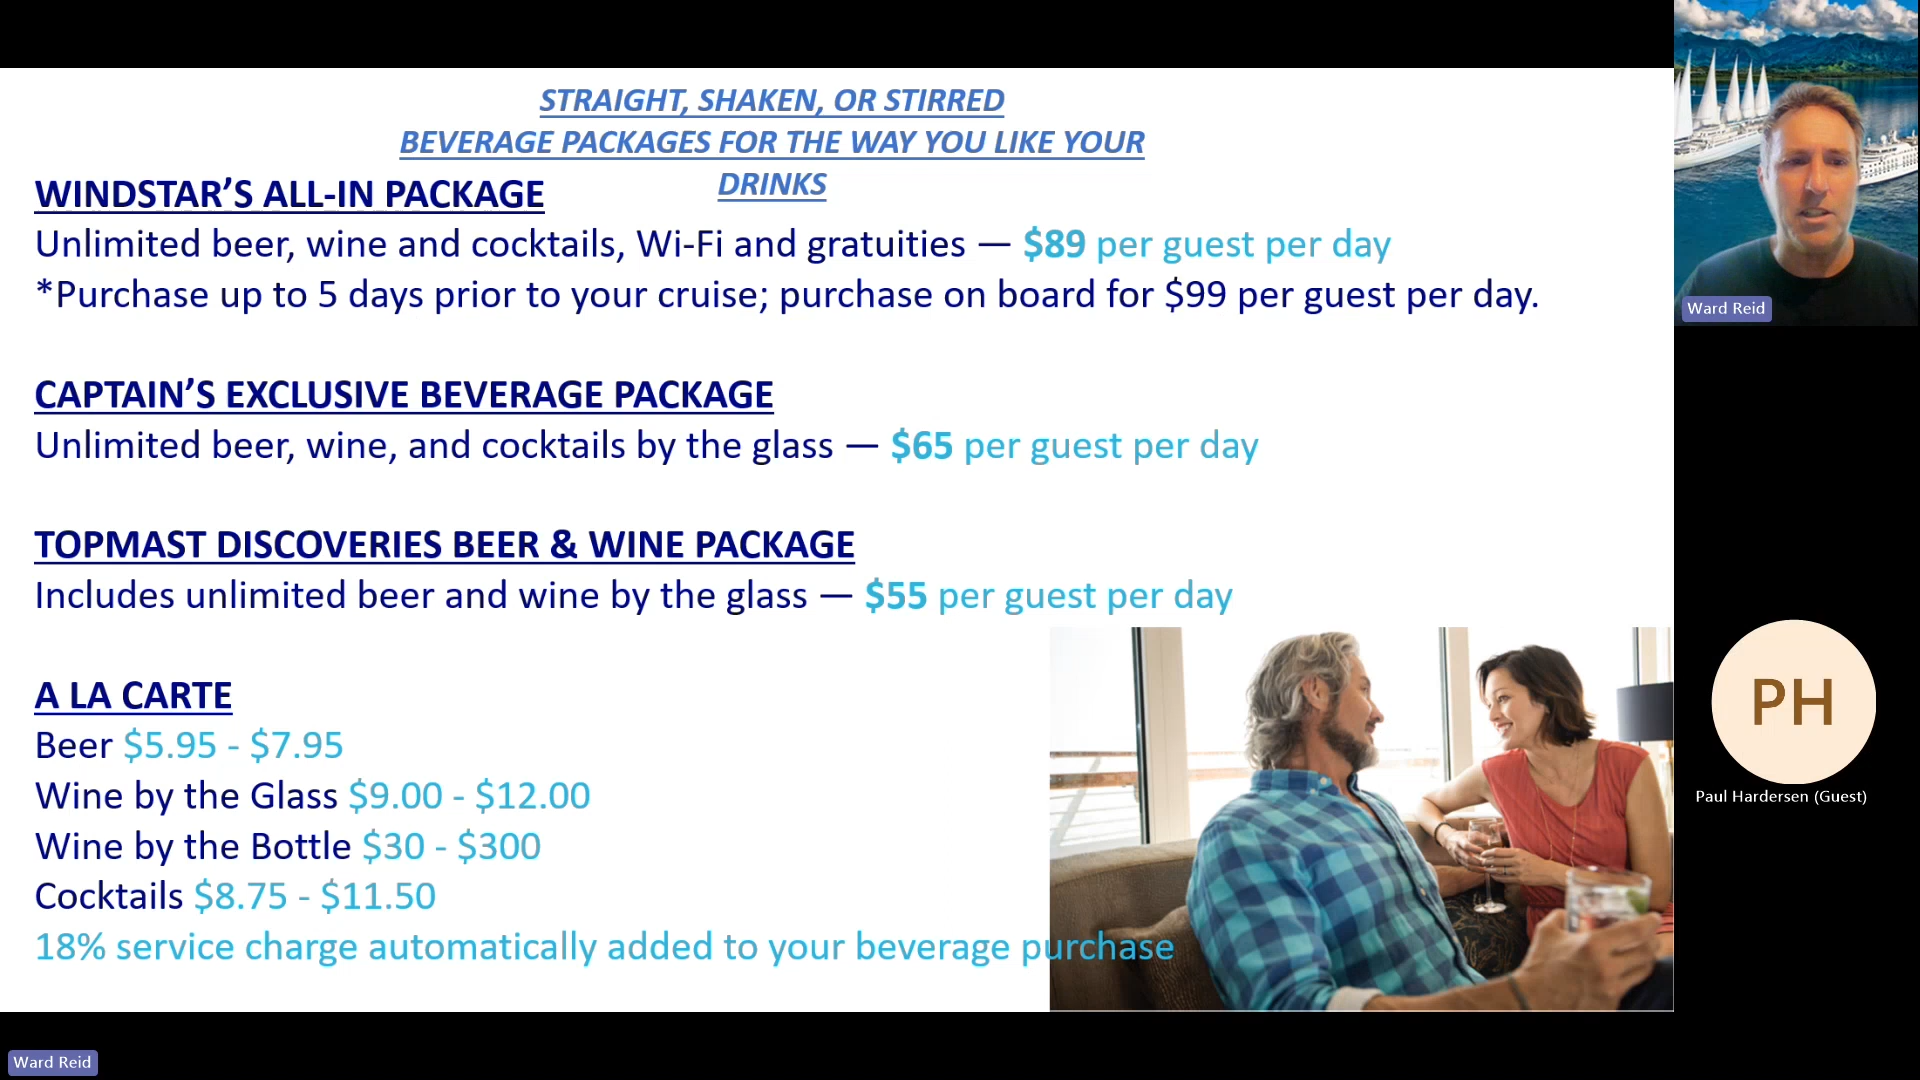 STRAIGHT, SHAKEN, OR STIRRED
BEVERAGE PACKAGES FOR THE WAY YOU LIKE YOUR
DRINKS
WINDSTAR’S ALL-IN PACKAGE
Unlimited beer, wine and cocktails, Wi-Fi and gratuities — $89 per guest per day
*Purchase up to 5 days prior to your cruise; purchase on board for $99 per guest per day.
CAPTAIN’S EXCLUSIVE BEVERAGE PACKAGE
Unlimited beer, wine, and cocktails by the glass — $65 per guest per day
TOPMAST DISCOVERIES BEER & WINE PACKAGE
Includes unlimited beer and wine by the glass — $55 per guest per day
A LA CARTE
Beer $5.95 - $7.95
Wine by the Glass $9.00 - $12.00
Wine by the Bottle $30 - $300
Cocktails $8.75 - $11.50
18% service charge automatically added to your beverage purchase
Ward Reid
PH
Paul Hardersen (Guest)
Ward Reid